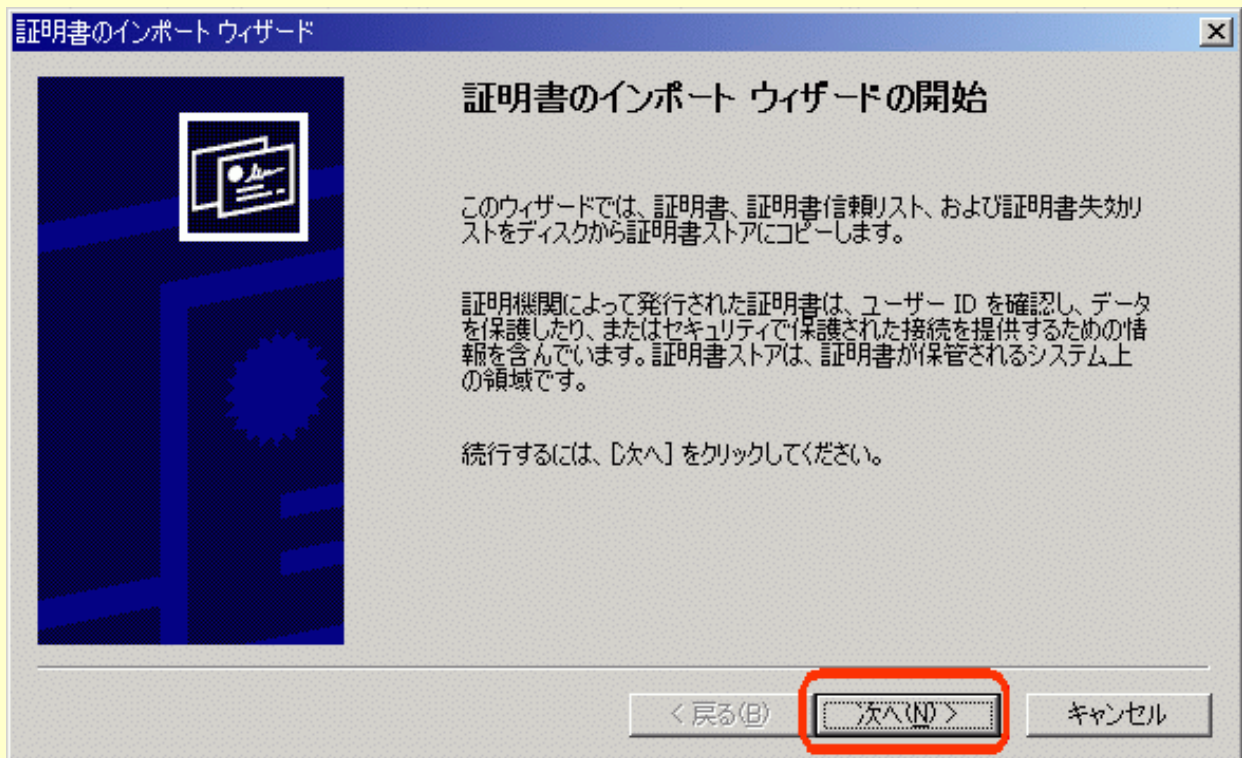 証明書のインポート ウィザード
証明書のインポート ウィザードの開始
このウィザードでは、証明書、証明書信頼リスト、および証明書失効リ
ストをディスクから証明書ストアにコピーします。
証明機関によって発行された証明書は、ユーザー ID を確認し、データ
を保護したり、またはセキュリティで保護された接続を提供するための情
報を含んでいます。証明書ストアは、証明書が保管されるシステム上
の領域です。
続行するには、[次へ] をクリックしてください。
< 戻る(B) 次へ(N) > キャンセル